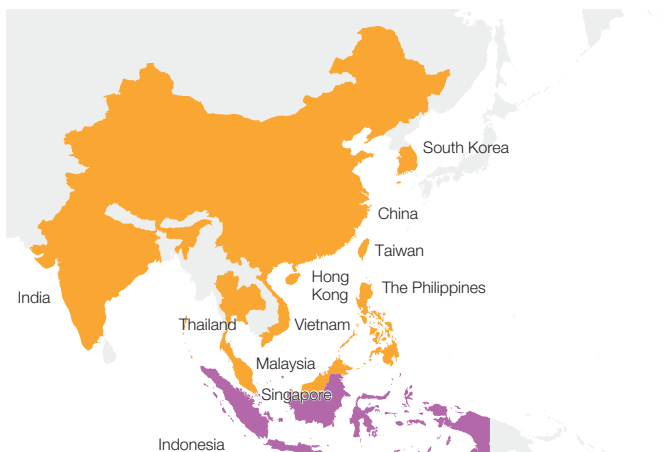 South Korea
China
Taiwan
Hong
Kong
The Philippines
India
Thailand
Vietnam
Malaysia
Singapore
Indonesia